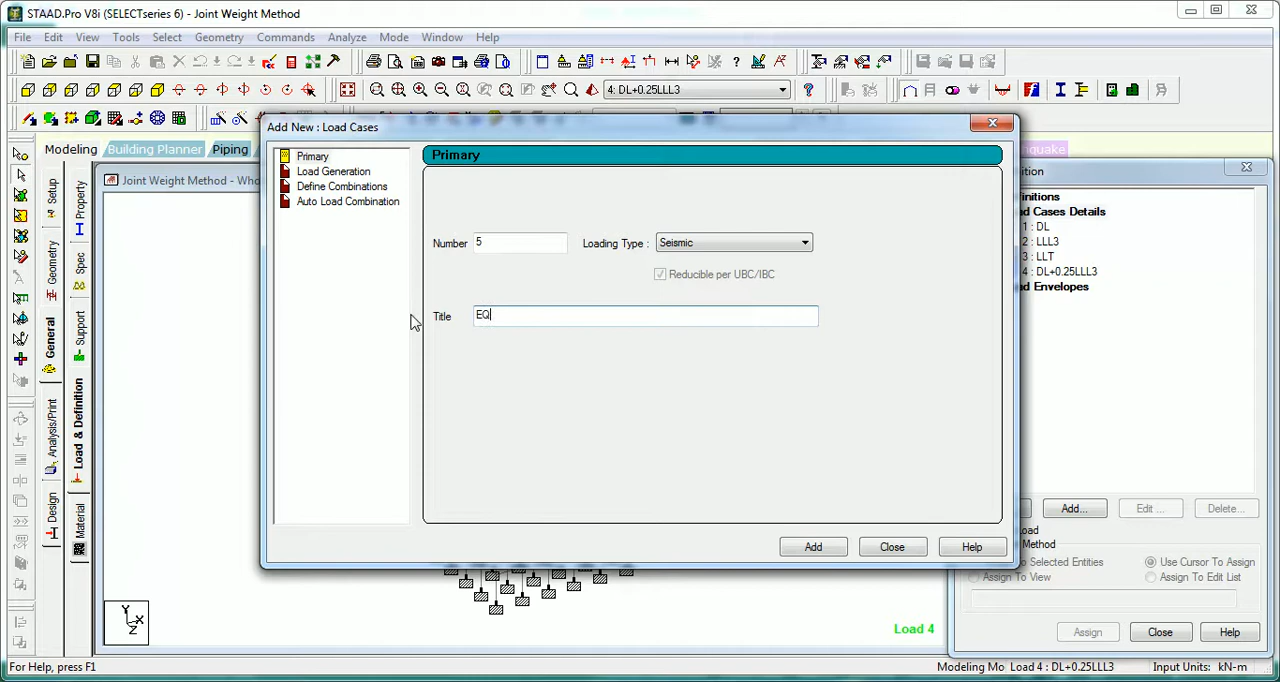 STAAD.Pro V8i (SELECTseries 6) - Joint Weight Method
File Edit View Tools Select Geometry Commands Analyze Mode Window Help
4: DL+0.25LLL3
Add New : Load Cases
Modeling Building Planner Piping
Joint Weight Method - Who
Primary
Load Generation
Define Combinations
Auto Load Combination
Primary
Number 5 Loading Type : Seismic
Reducible per UBC/IBC
Title EQ
Add Close Help
Setup
Geometry
General
Analysis/Print
Design
Property
Spec
Support
Load & Definition
Material
1 : DL
2 : LLL3
3 : LLT
4 : DL+0.25LLL3
Add... Edit ... Delete...
Use Cursor To Assign
Assign To View Assign To Edit List
Assign Close Help
Y
X
Z
Load 4
For Help, press F1
Modeling Mo Load 4 : DL+0.25LLL3 Input Units: kN-m